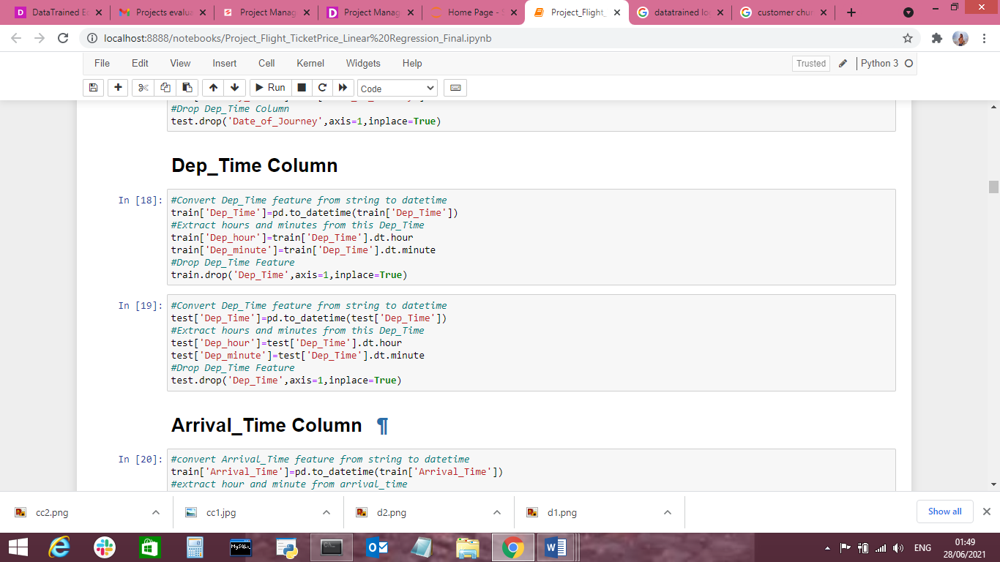 DataTrained Ed
Projects evalua
Project Manag
Project Manag
Home Page -
Project_Flight_
datatrained lo
customer chur
localhost:8888/notebooks/Project_Flight_TicketPrice_Linear%20Regression_Final.ipynb
File Edit View Insert Cell Kernel Widgets Help
Trusted
Python 3
Run
Code
#Drop Dep_Time Column
test.drop('Date_of_Journey',axis=1,inplace=True)
Dep_Time Column
In [18]:
#Convert Dep_Time feature from string to datetime
train['Dep_Time']=pd.to_datetime(train['Dep_Time'])
#Extract hours and minutes from this Dep_Time
train['Dep_hour']=train['Dep_Time'].dt.hour
train['Dep_minute']=train['Dep_Time'].dt.minute
#Drop Dep_Time Feature
train.drop('Dep_Time',axis=1,inplace=True)
In [19]:
#Convert Dep_Time feature from string to datetime
test['Dep_Time']=pd.to_datetime(test['Dep_Time'])
#Extract hours and minutes from this Dep_Time
test['Dep_hour']=test['Dep_Time'].dt.hour
test['Dep_minute']=test['Dep_Time'].dt.minute
#Drop Dep_Time Feature
test.drop('Dep_Time',axis=1,inplace=True)
Arrival_Time Column ¶
In [20]:
#convert Arrival_Time feature from string to datetime
train['Arrival_Time']=pd.to_datetime(train['Arrival_Time'])
#extract hour and minute from arrival_time
cc2.png
cc1.jpg
d2.png
d1.png
Show all
MySQL
ENG
01:49
28/06/2021